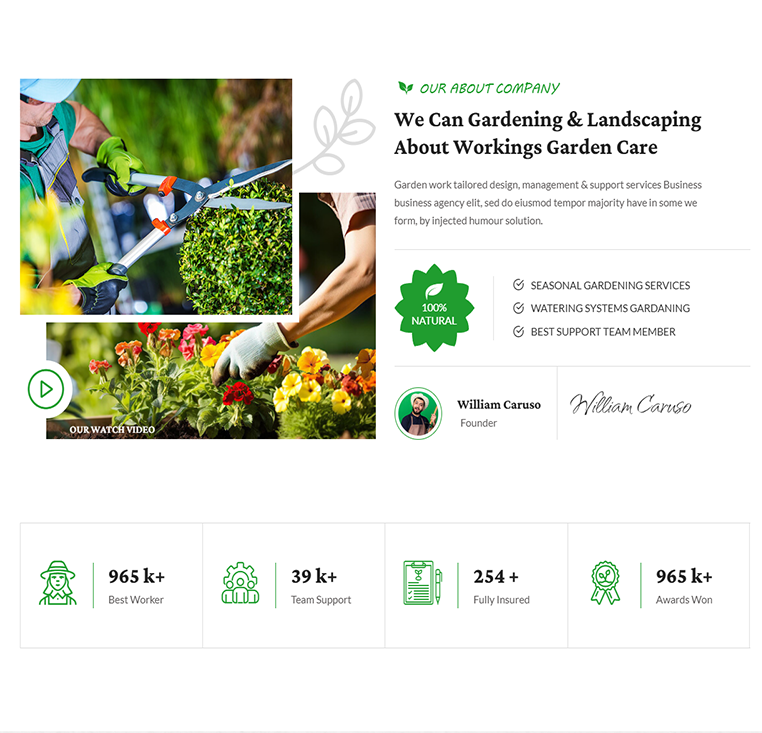 OUR ABOUT COMPANY
We Can Gardening & Landscaping
About Workings Garden Care
Garden work tailored design, management & support services Business
business agency elit, sed do eiusmod tempor majority have in some we
form, by injected humour solution.
100%
NATURAL
SEASONAL GARDENING SERVICES
WATERING SYSTEMS GARDANING
BEST SUPPORT TEAM MEMBER
OUR WATCH VIDEO
William Caruso
Founder
William Caruso
965 k+
Best Worker
39 k+
Team Support
254 +
Fully Insured
965 k+
Awards Won